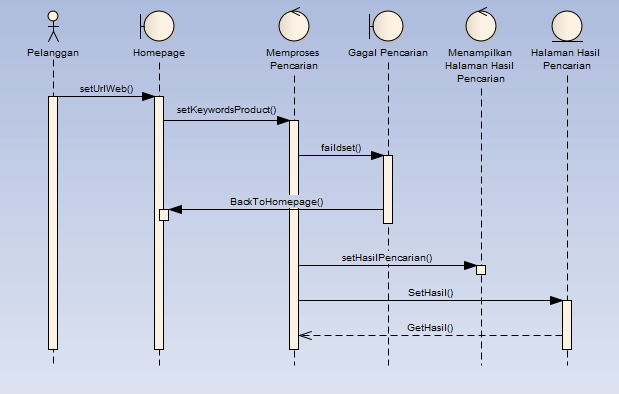 Pelanggan
Homepage
Memproses
Pencarian
Gagal Pencarian
Menampilkan
Halaman Hasil
Pencarian
Halaman Hasil
Pencarian
setUrlWeb()
setKeywordsProduct()
faildset()
BackToHomepage()
setHasilPencarian()
SetHasil()
GetHasil()